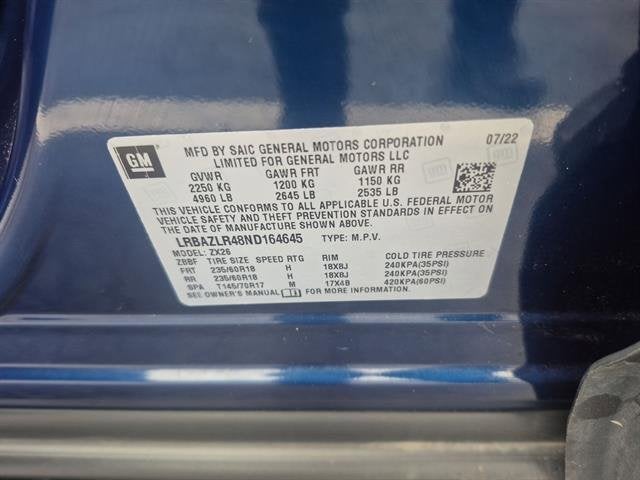 GM
MFD BY SAIC GENERAL MOTORS CORPORATION 07/22
LIMITED FOR GENERAL MOTORS LLC
GVWR GAWR FRT GAWR RR
2250 KG 1200 KG 1150 KG
4960 LB 2645 LB 2535 LB
THIS VEHICLE CONFORMS TO ALL APPLICABLE U.S. FEDERAL MOTOR
VEHICLE SAFETY AND THEFT PREVENTION STANDARDS IN EFFECT ON
THE DATE OF MANUFACTURE SHOWN ABOVE.
LRBAZLR48ND164645 TYPE: M.P.V.
MODEL: ZX26
ZBBF TIRE SIZE SPEED RTG RIM COLD TIRE PRESSURE
FRT 235/60R18 H 18X8J 240KPA(35PSI)
RR 235/60R18 H 18X8J 240KPA(35PSI)
SPA T145/70R17 M 17X4B 420KPA(60PSI)
SEE OWNER'S MANUAL FOR MORE INFORMATION.